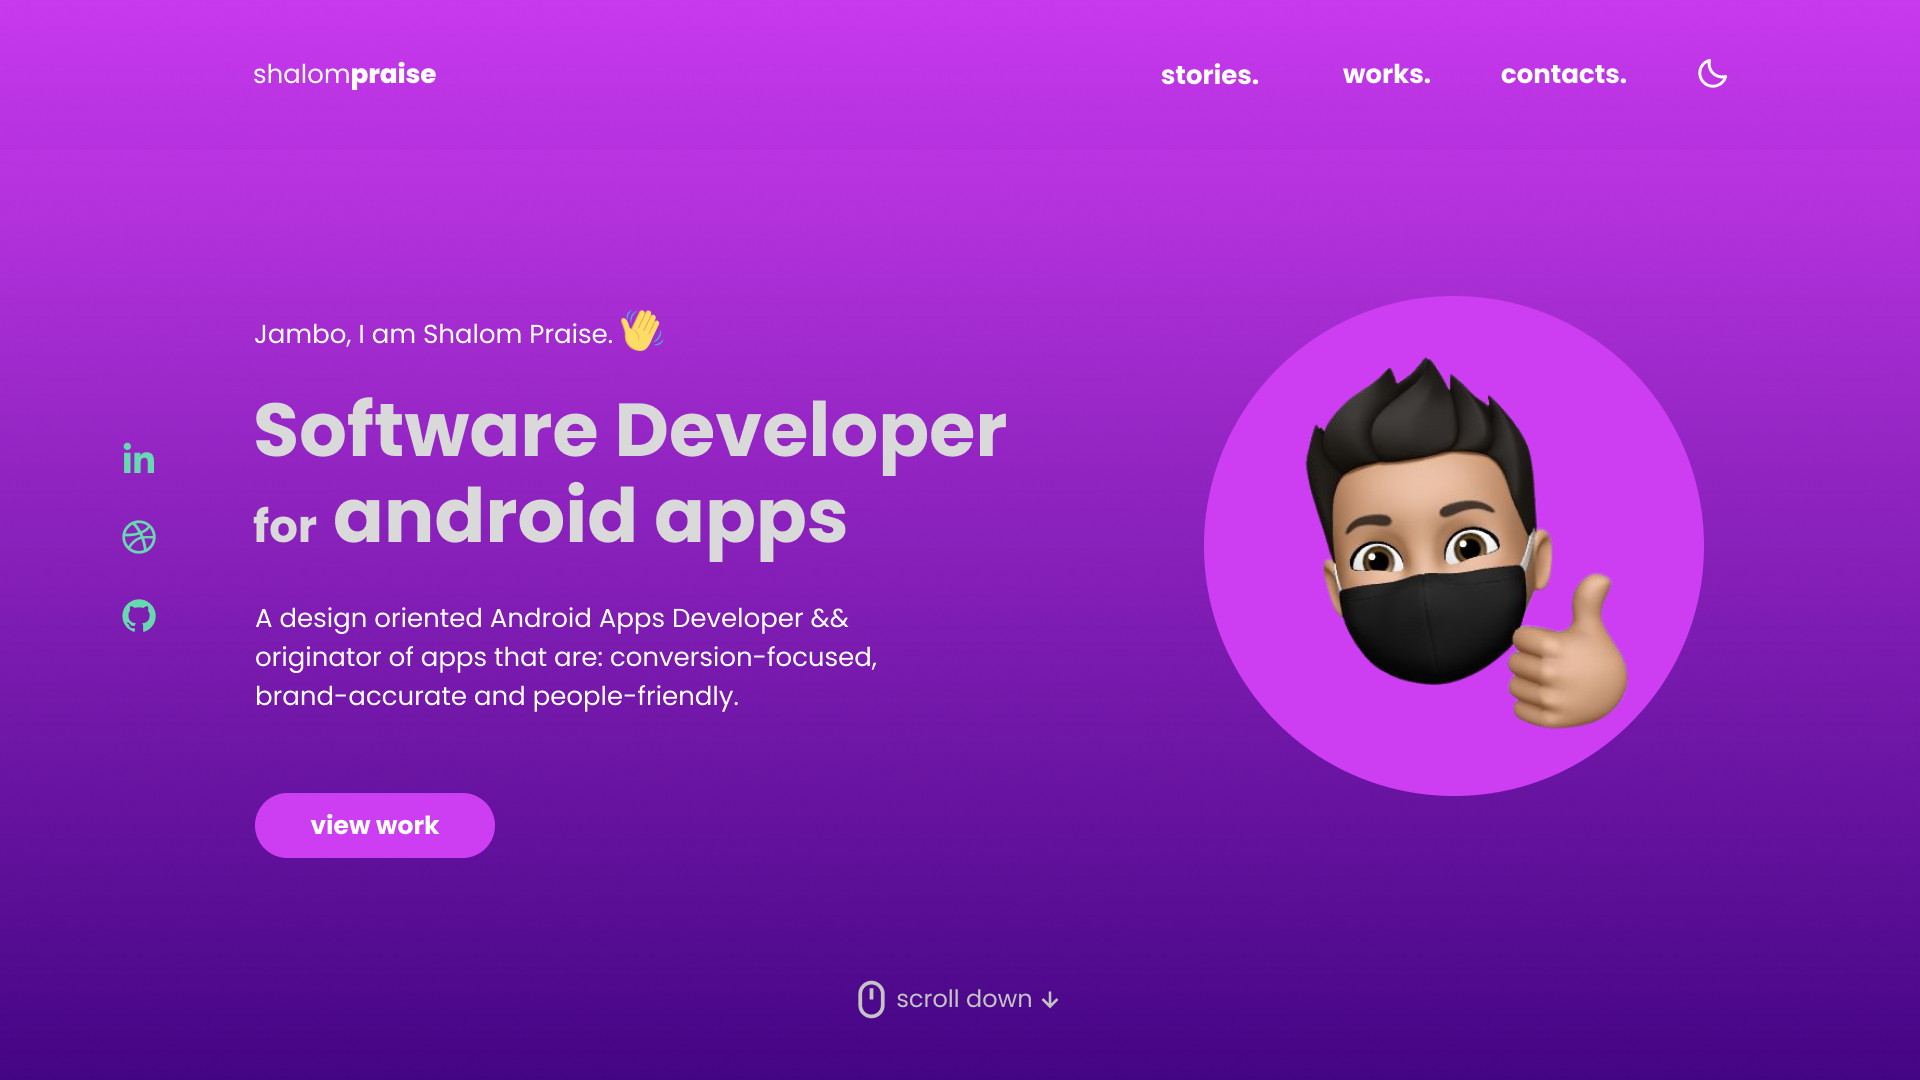 shalompraise
stories.
works.
contacts.
Jambo, I am Shalom Praise. 👋
Software Developer
for android apps
in
A design oriented Android Apps Developer &&
originator of apps that are: conversion-focused,
brand-accurate and people-friendly.
view work
scroll down ↓